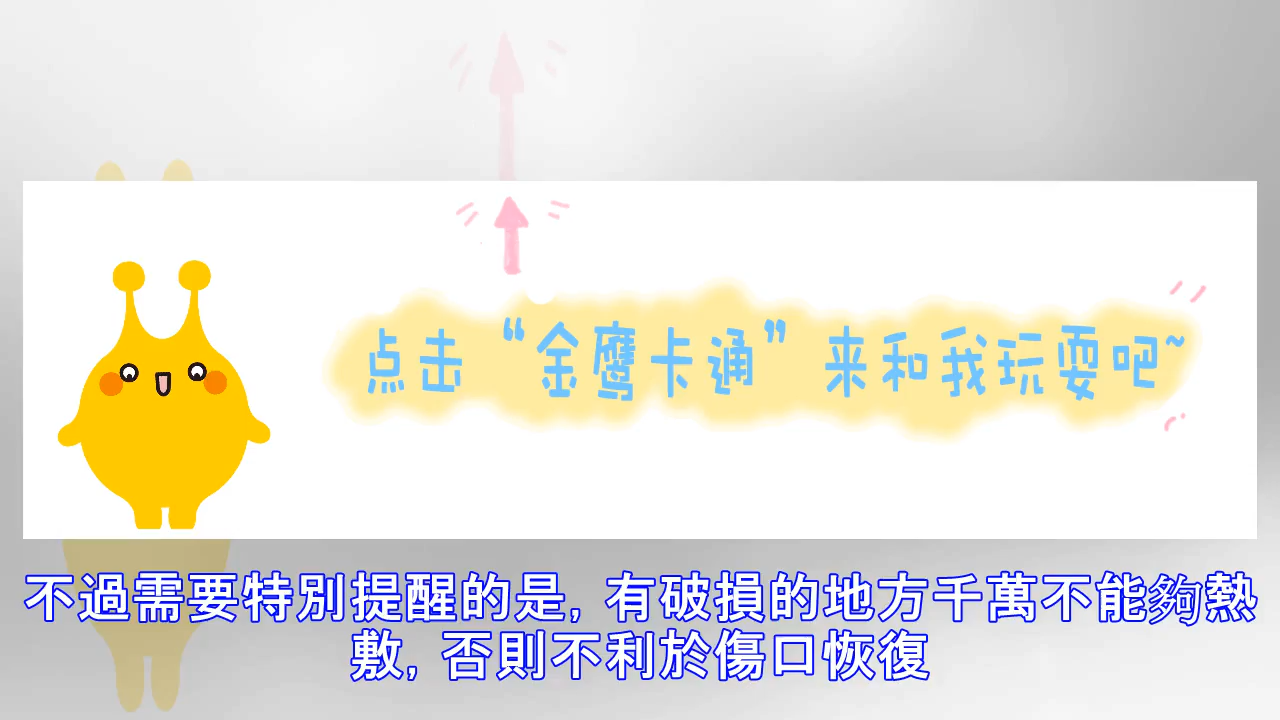 点击“金鹰卡通”来和我玩耍吧~
不過需要特別提醒的是, 有破損的地方千萬不能夠熱
敷, 否則不利於傷口恢復